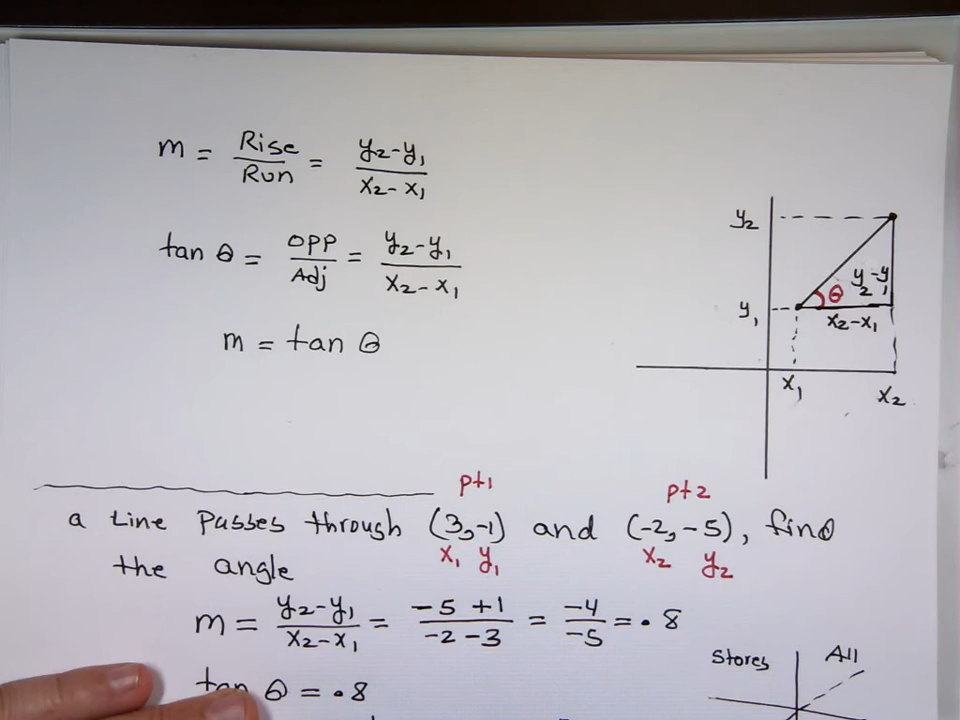 m = Rise/Run = y₂-y₁/x₂-x₁
tan θ = OPP/Adj = y₂-y₁/x₂-x₁
m = tan θ
y₂
y₁
θ
y₂-y₁
x₂-x₁
x₁
x₂
pt1
pt2
a Line Passes through (3,-1) and (-2,-5), find
x₁ y₁
x₂ y₂
the angle
m = y₂-y₁/x₂-x₁ = -5+1/-2-3 = -4/-5 = .8
Stores
All
tan θ = .8